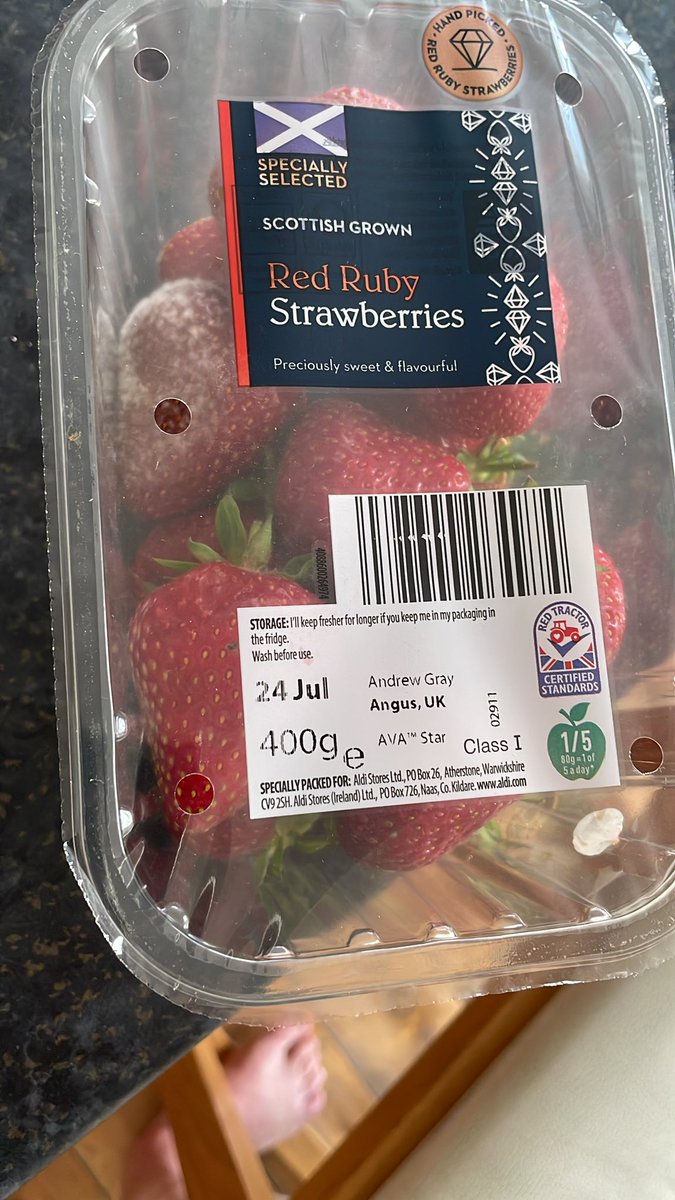 HAND PICKED
RED RUBY STRAWBERRIES
SPECIALLY
SELECTED
SCOTTISH GROWN
Red Ruby
Strawberries
Preciously sweet & flavourful
STORAGE: I'll keep fresher for longer if you keep me in my packaging in
the fridge.
Wash before use.
24 Jul
400g e
Andrew Gray
Angus, UK
AVA™ Star
02911
Class I
RED TRACTOR
CERTIFIED
STANDARDS
1/5
80g=1 of
5 a day*
SPECIALLY PACKED FOR: Aldi Stores Ltd., PO Box 26, Atherstone, Warwickshire
CV9 2SH. Aldi Stores (Ireland) Ltd., PO Box 726, Naas, Co. Kildare. www.aldi.com